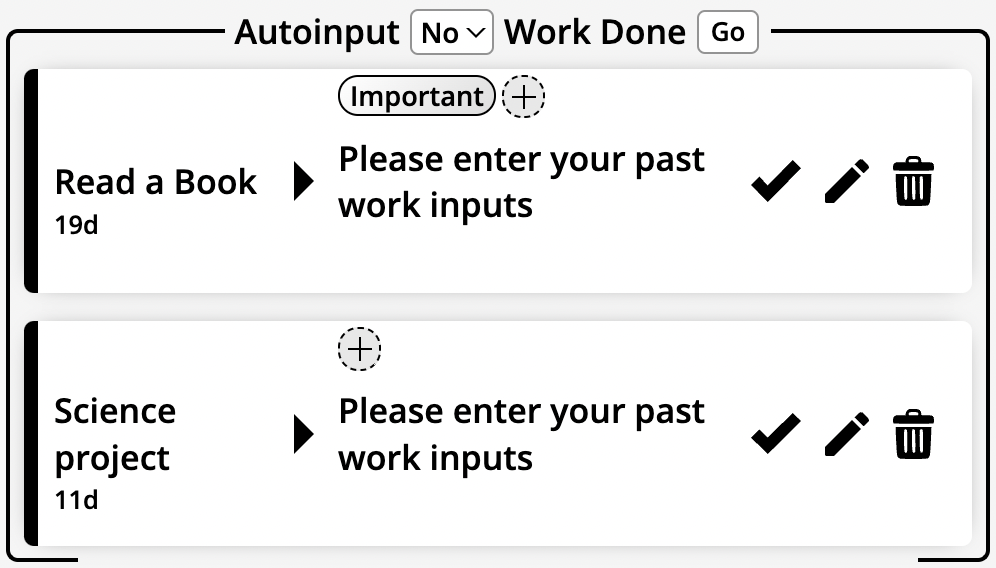 Autoinput No Work Done Go
Important
Read a Book
19d
Please enter your past
work inputs
Science
project
11d
Please enter your past
work inputs